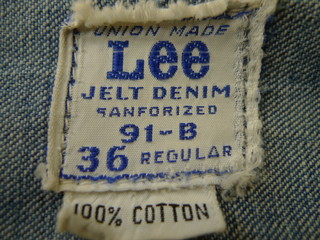 UNION MADE
Lee
JELT DENIM
SANFORIZED
91-B
36 REGULAR
100% COTTON